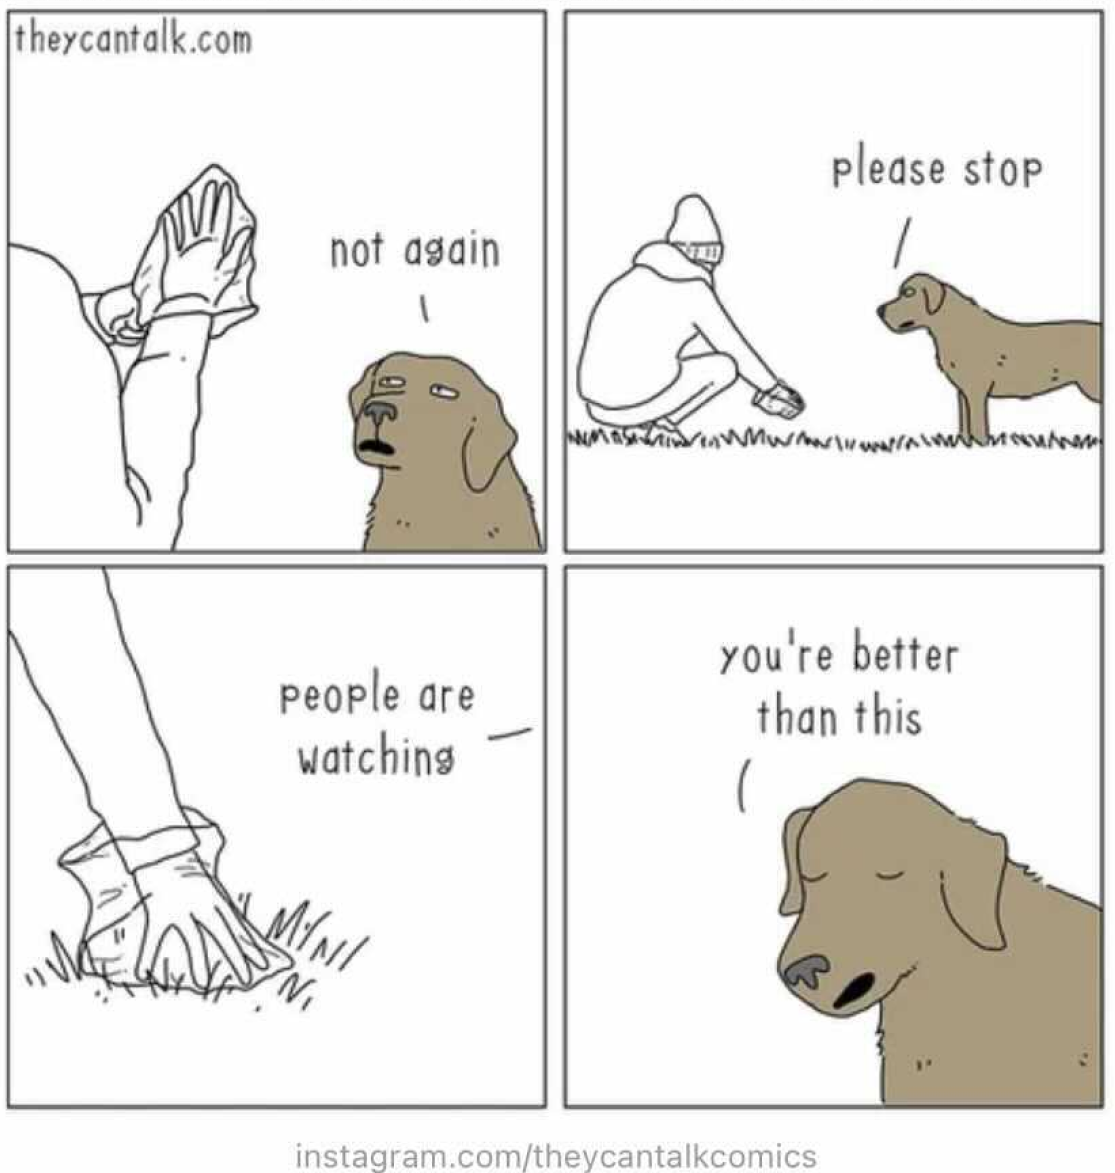 theycantalk.com
not again
please stop
people are
watching
you're better
than this
instagram.com/theycantalkcomics